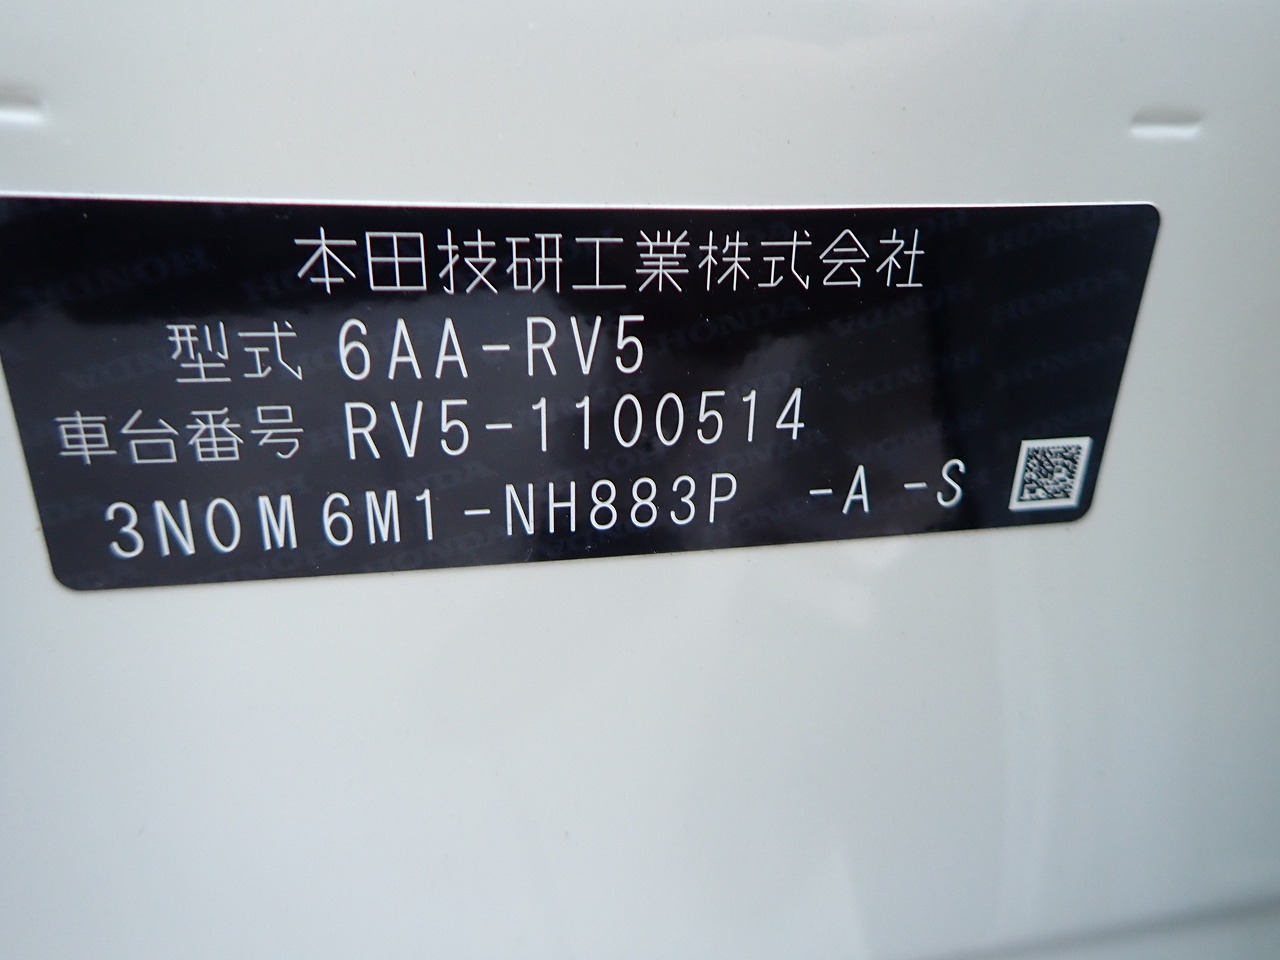 本田技研工業株式会社
型式 6AA-RV5
車台番号 RV5-1100514
3N0M6M1-NH883P -A -S